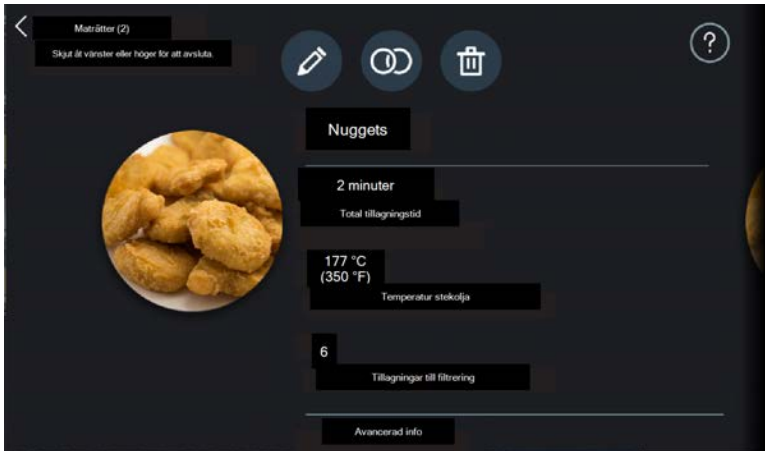 Maträtter (2)
Skjut åt vänster eller höger för att avsluta.
?
Nuggets
2 minuter
Total tillagningstid
177 °C
(350 °F)
Temperatur stekolja
6
Tillagningar till filtrering
Avancerad info